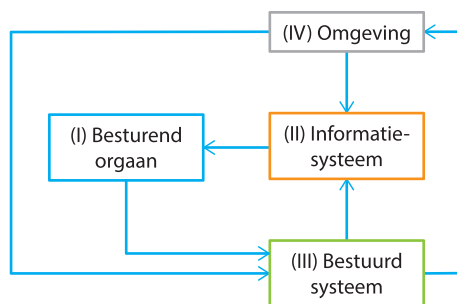 (IV) Omgeving
(I) Besturend
orgaan
(II) Informatie-
systeem
(III) Bestuurd
systeem